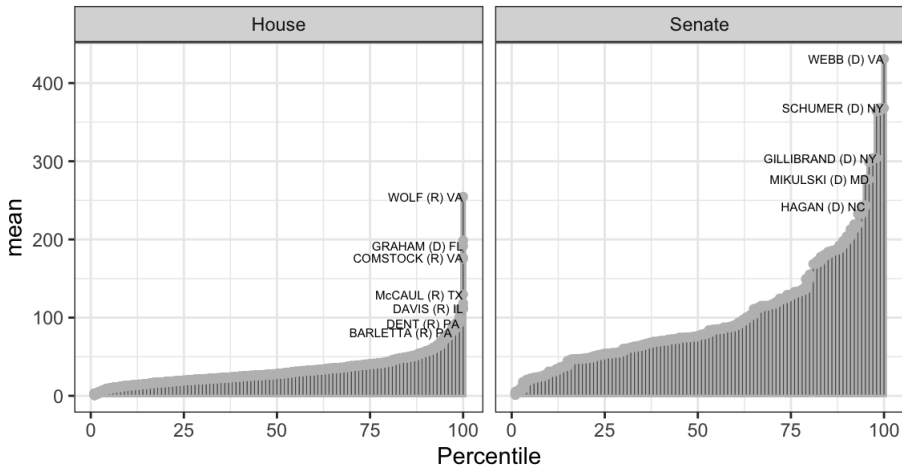 House
Senate
mean
400
300
200
100
0
WOLF (R) VA
GRAHAM (D) FL
COMSTOCK (R) VA
McCAUL (R) TX
DAVIS (R) IL
DENT (R) PA
BARLETTA (R) PA
WEBB (D) VA
SCHUMER (D) NY
GILLIBRAND (D) NY
MIKULSKI (D) MD
HAGAN (D) NC
0 25 50 75 100
0 25 50 75 100
Percentile